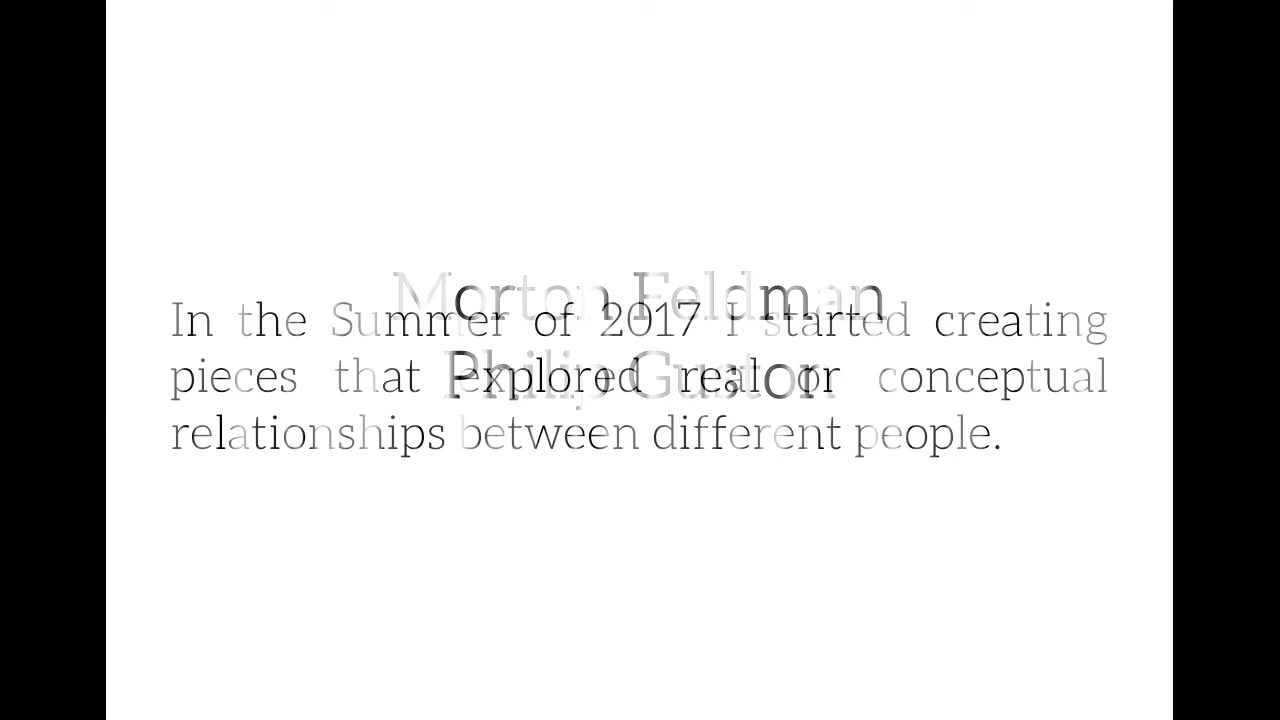 Morton Feldman
In the Summer of 2017 I started creating
Philip Guston
pieces that explored real or conceptual
relationships between different people.